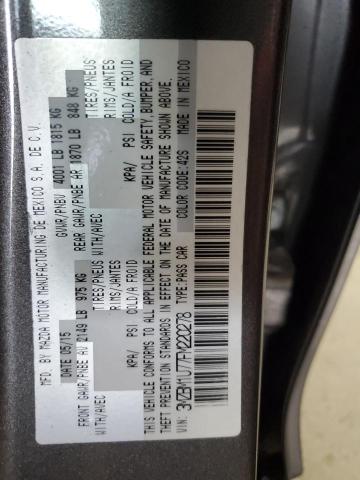 MFD. BY MAZDA MOTOR MANUFACTURING DE MEXICO S.A. DE C.V.
DATE 05/15 GVWR/PNBV 4001 LB 1815 KG
FRONT GAWR/PNBE AV 2149 LB 975 KG REAR GAWR/PNBE AR 1870 LB 848 KG
WITH/AVEC TIRES/PNEUS WITH/AVEC TIRES/PNEUS
RIMS/JANTES RIMS/JANTES
KPA/ PSI COLD/A FROID KPA/ PSI COLD/A FROID
THIS VEHICLE CONFORMS TO ALL APPLICABLE FEDERAL MOTOR VEHICLE SAFETY, BUMPER, AND
THEFT PREVENTION STANDARDS IN EFFECT ON THE DATE OF MANUFACTURE SHOWN ABOVE.
VIN: 3MZBM1U77FM220278 TYPE: PASS CAR COLOR CODE: 42S MADE IN MEXICO